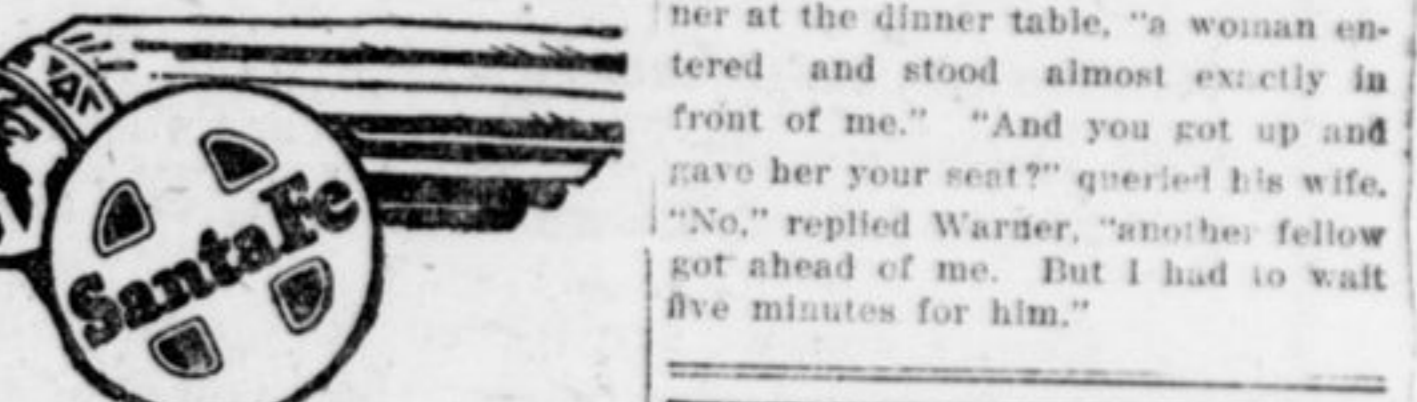 Santa Fe
ner at the dinner table, "a woman en-
tered and stood almost exactly in
front of me." "And you got up and
gave her your seat?" queried his wife.
"No," replied Warner, "another fellow
got ahead of me. But I had to wait
five minutes for him."